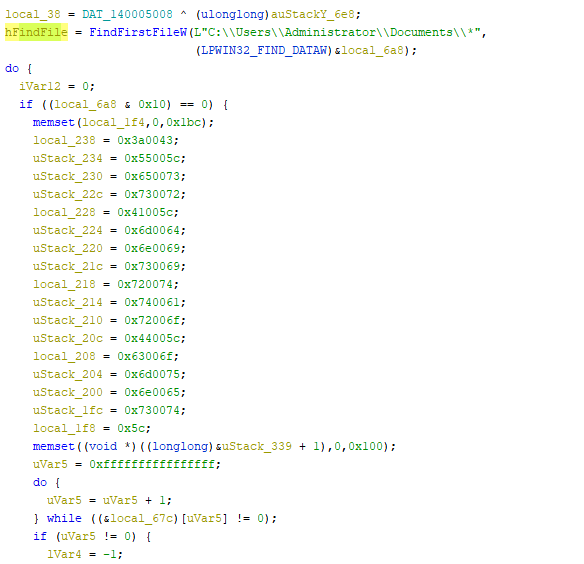 local_38 = DAT_140005008 ^ (ulonglong)auStackY_6e8;
hFindFile = FindFirstFileW(L"C:\\Users\\Administrator\\Documents\\*",
(LPWIN32_FIND_DATAW)&local_6a8);
do {
iVar12 = 0;
if ((local_6a8 & 0x10) == 0) {
memset(local_1f4,0,0x1bc);
local_238 = 0x3a0043;
uStack_234 = 0x55005c;
uStack_230 = 0x650073;
uStack_22c = 0x730072;
local_228 = 0x41005c;
uStack_224 = 0x6d0064;
uStack_220 = 0x6e0069;
uStack_21c = 0x730069;
local_218 = 0x720074;
uStack_214 = 0x740061;
uStack_210 = 0x72006f;
uStack_20c = 0x44005c;
local_208 = 0x63006f;
uStack_204 = 0x6d0075;
uStack_200 = 0x6e0065;
uStack_1fc = 0x730074;
local_1f8 = 0x5c;
memset((void *)((longlong)&uStack_339 + 1),0,0x100);
uVar5 = 0xffffffffffffffff;
do {
uVar5 = uVar5 + 1;
} while ((&local_67c)[uVar5] != 0);
if (uVar5 != 0) {
lVar4 = -1;